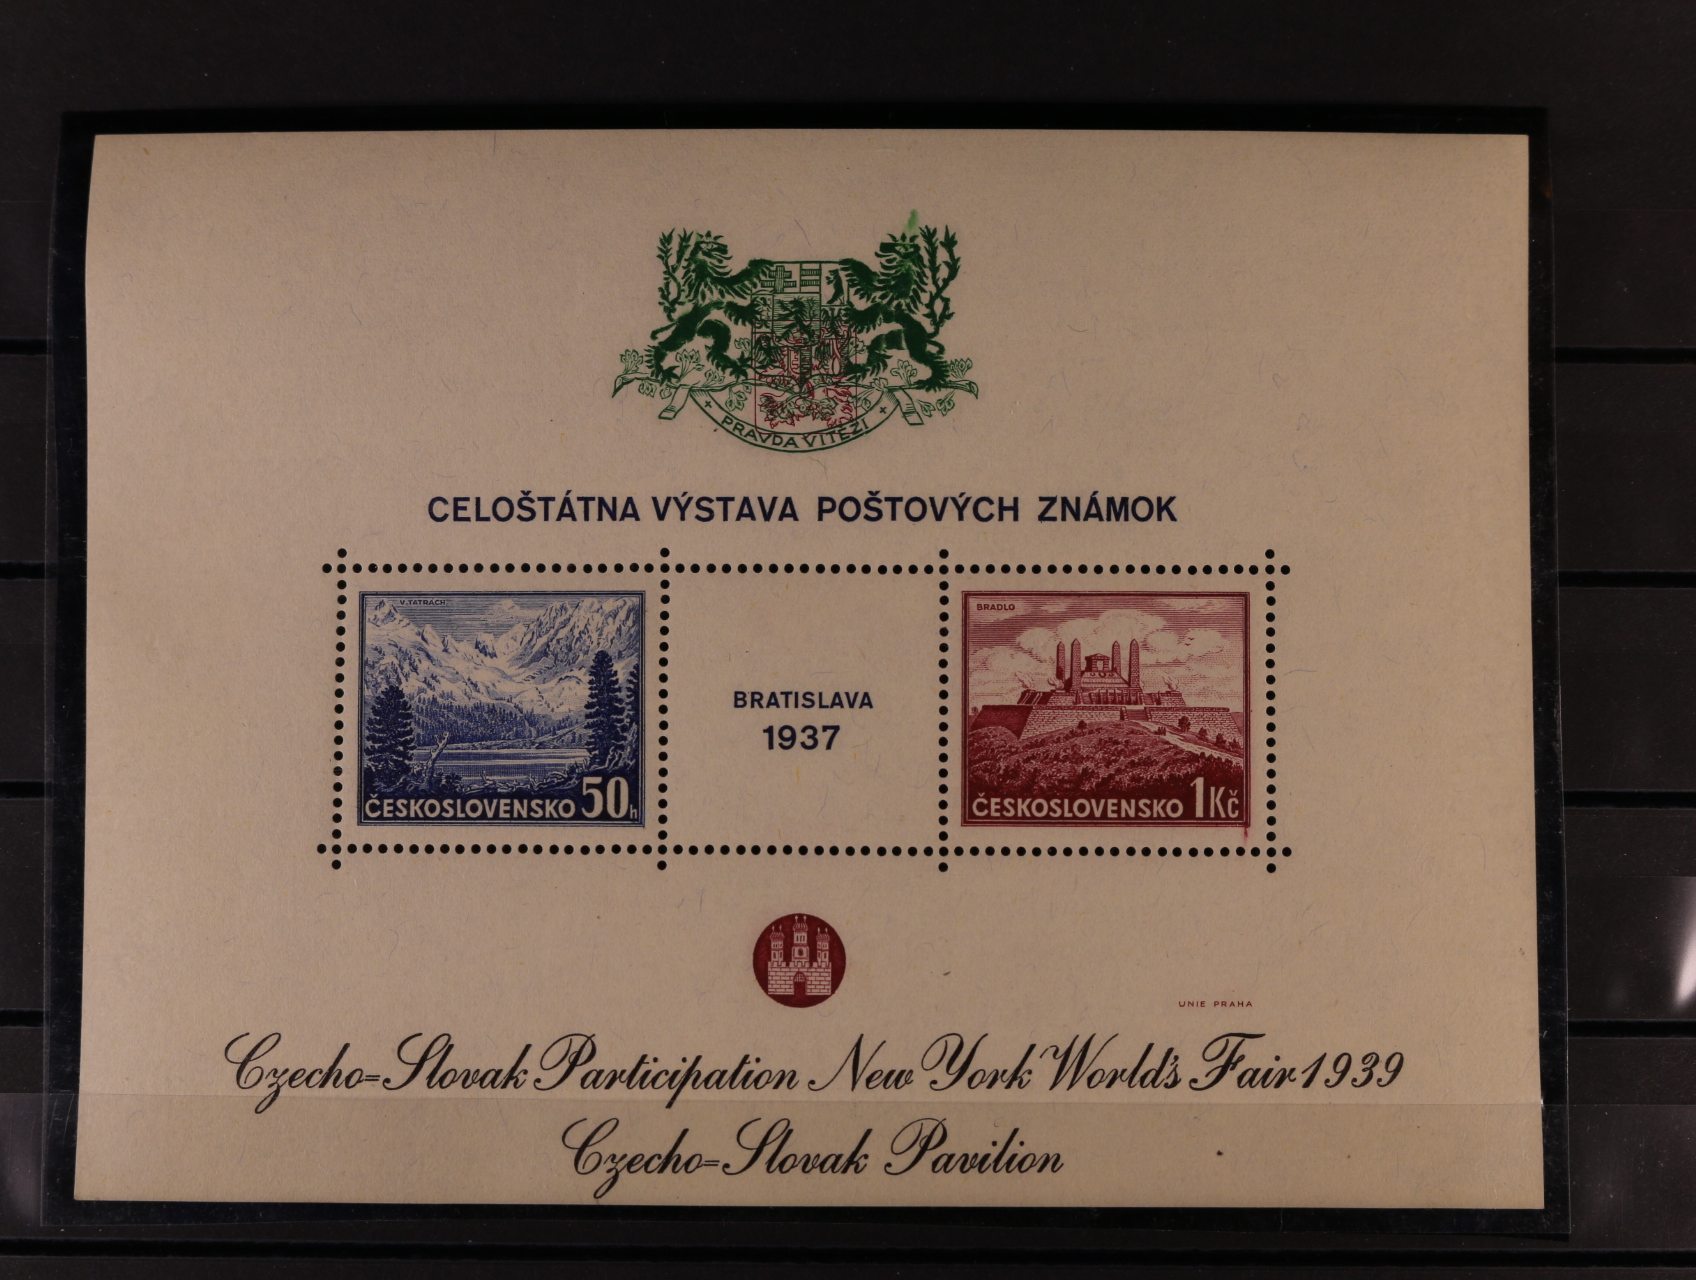 PRAVDA VÍTĚZÍ
CELOŠTÁTNA VÝSTAVA POŠTOVÝCH ZNÁMOK
V TATRÁCH
ČESKOSLOVENSKO 50h
BRATISLAVA
1937
BRADLO
ČESKOSLOVENSKO 1Kč
UNIE PRAHA
Czecho-Slovak Participation New York World's Fair 1939
Czecho-Slovak Pavilion